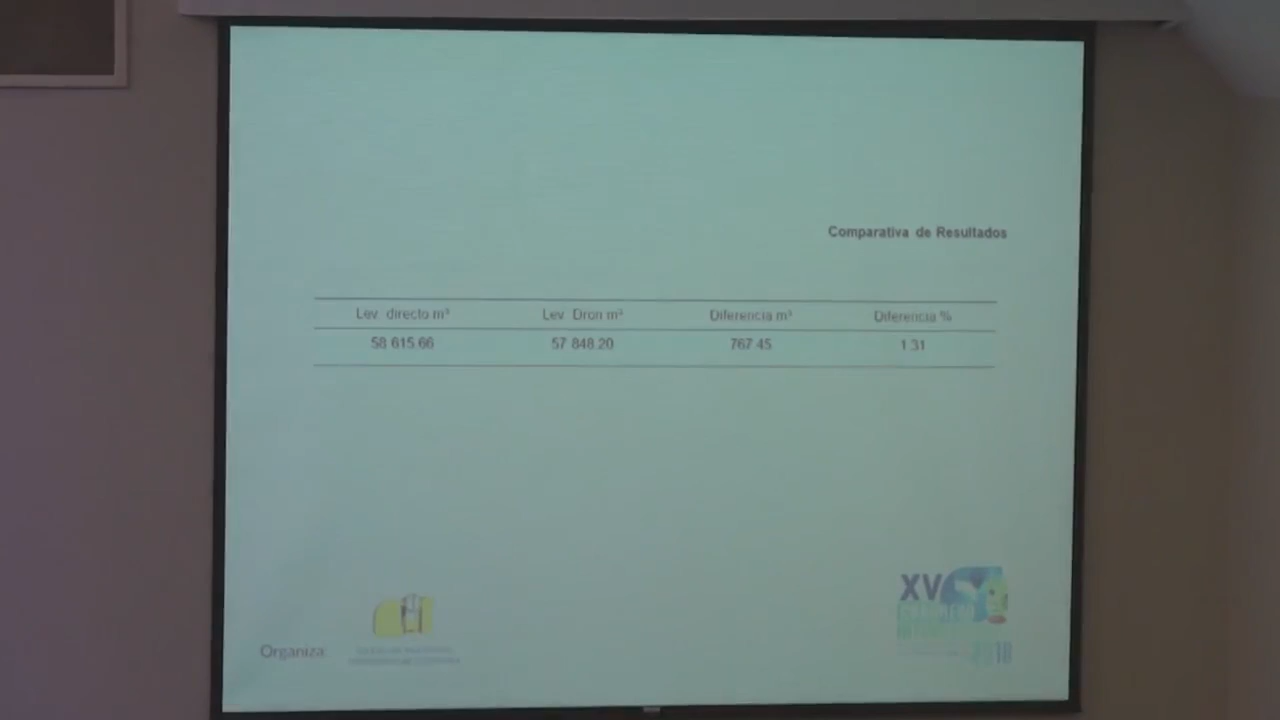 Comparativa de Resultados
Lev. directo m³ Lev. Dron m³ Diferencia m³ Diferencia %
58 615.66 57 848.20 767.45 1.31
Organiza:
XV
2018